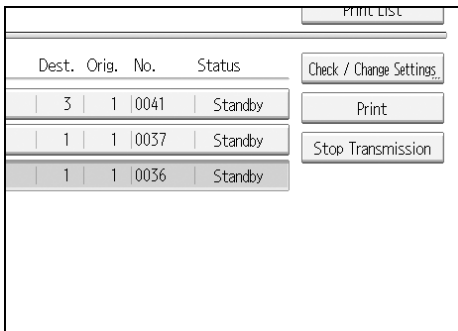 Print List
Dest. Orig. No. Status
Check / Change Settings
3 1 0041 Standby
Print
1 1 0037 Standby
Stop Transmission
1 1 0036 Standby